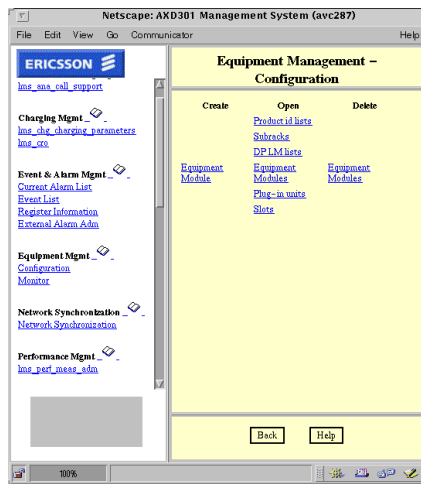 Netscape: AXD301 Management System (avc287)
File Edit View Go Communicator Help
ERICSSON
lms_ana_call_support
Charging Mgmt
lms_chg_charging_parameters
lms_cro
Event & Alarm Mgmt
Current Alarm List
Event List
Register Information
External Alarm Adm
Equipment Mgmt
Configuration
Monitor
Network Synchronization
Network Synchronization
Performance Mgmt
lms_perf_meas_adm
Equipment Management –
Configuration
Create Open Delete
Product id lists
Subracks
DP LM lists
Equipment Equipment Equipment
Module Modules Modules
Plug-in units
Slots
Back Help
100%